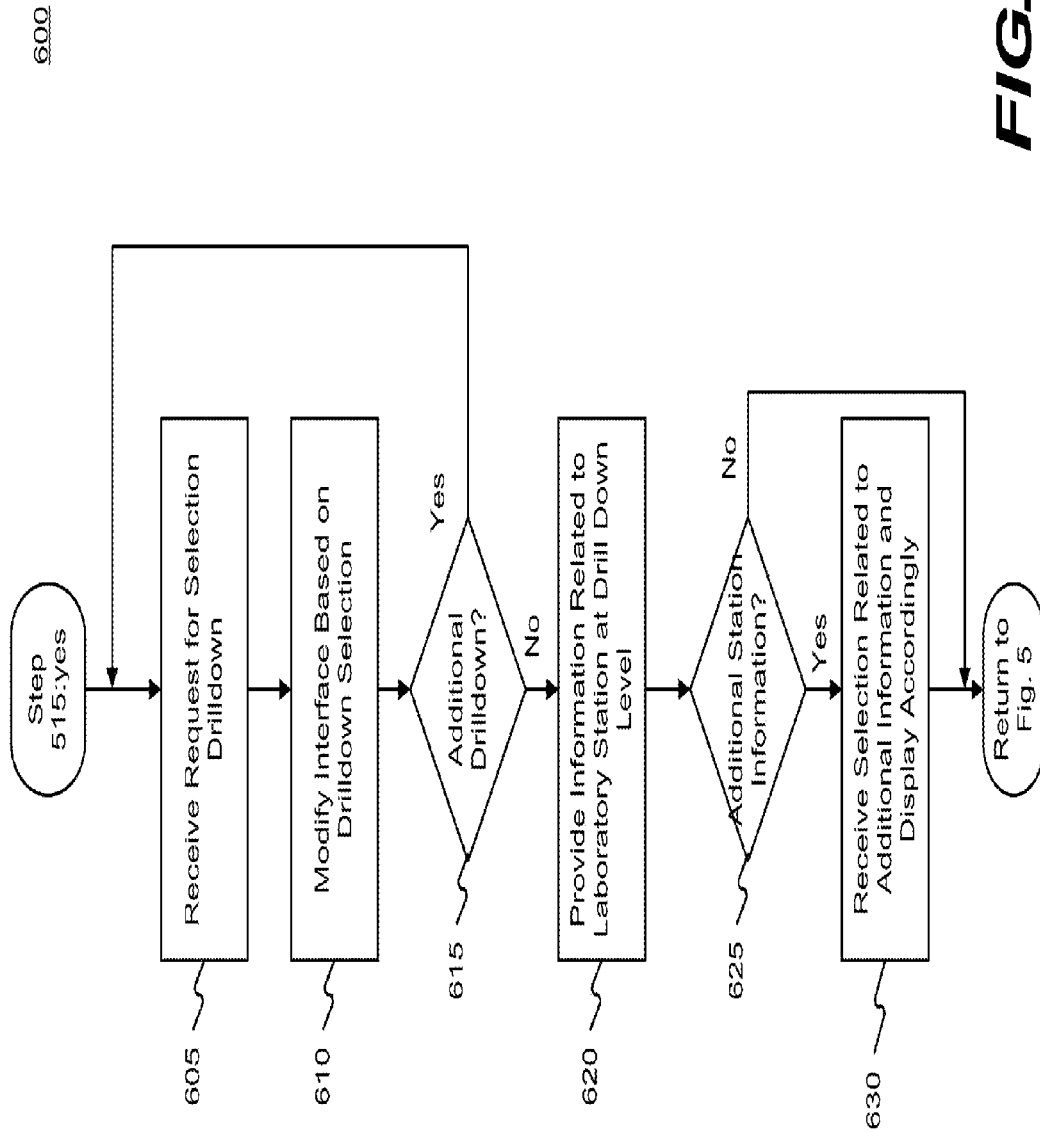 600
Step
515:yes
605
Receive Request for Selection
Drilldown
610
Modify Interface Based on
Drilldown Selection
615
Additional
Drilldown?
Yes
No
620
Provide Information Related to
Laboratory Station at Drill Down
Level
625
Additional Station
Information?
No
Yes
630
Receive Selection Related to
Additional Information and
Display Accordingly
Return to
Fig. 5
FIG.